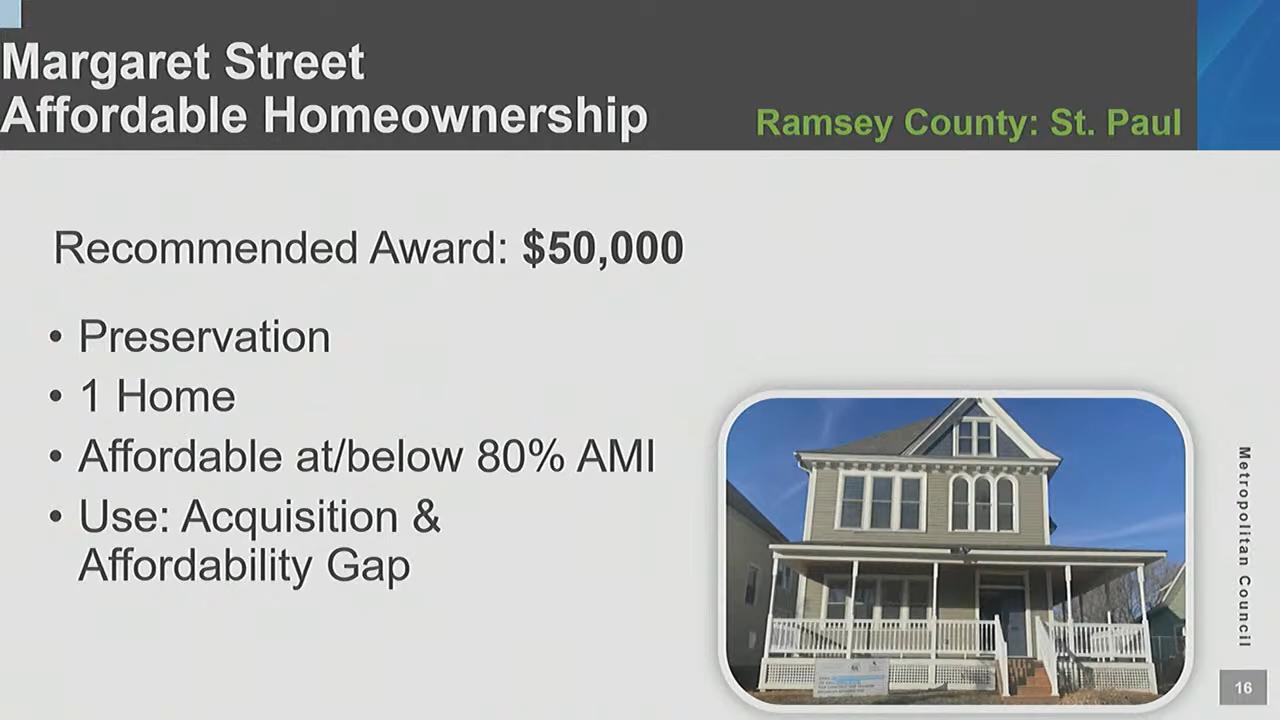 Margaret Street
Affordable Homeownership
Ramsey County: St. Paul
Recommended Award: $50,000
• Preservation
• 1 Home
• Affordable at/below 80% AMI
• Use: Acquisition &
Affordability Gap
Metropolitan Council
16